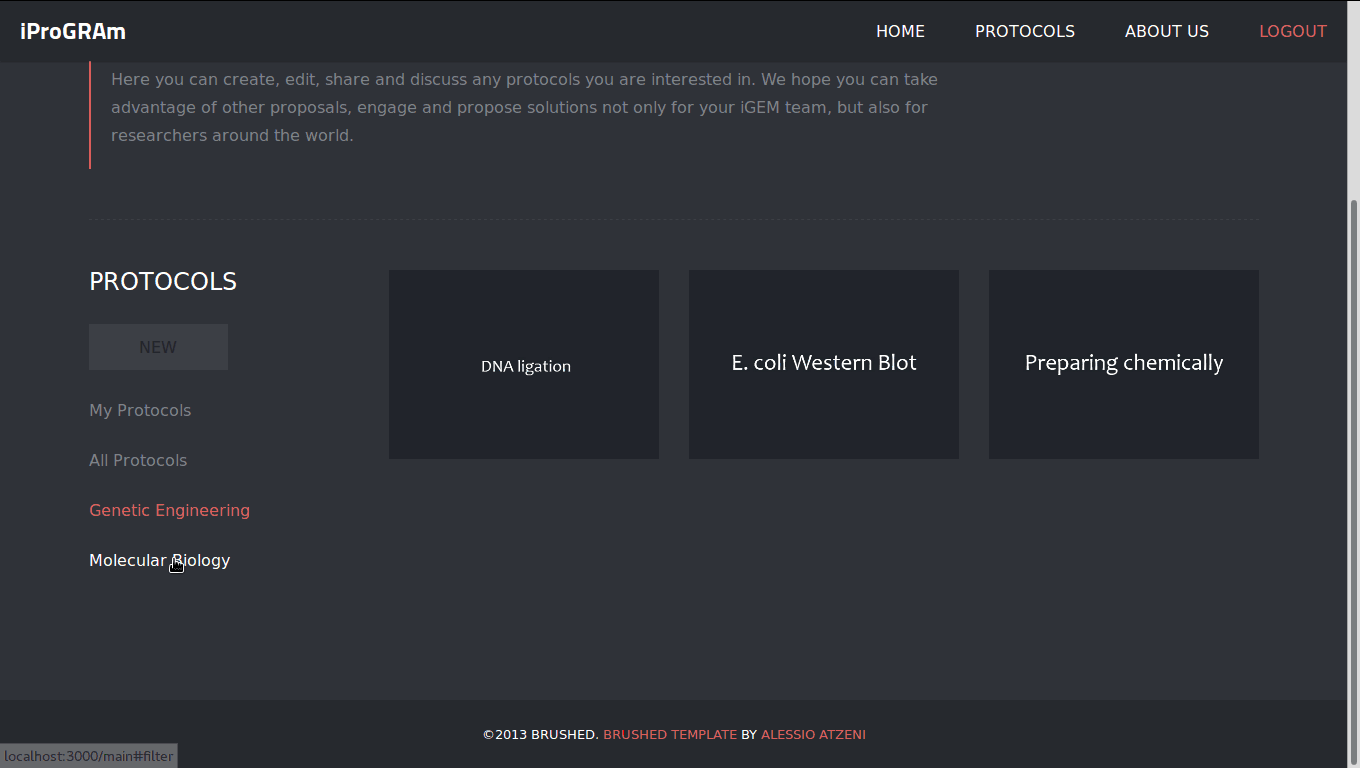 iProGRAm
HOME PROTOCOLS ABOUT US LOGOUT
Here you can create, edit, share and discuss any protocols you are interested in. We hope you can take
advantage of other proposals, engage and propose solutions not only for your iGEM team, but also for
researchers around the world.
PROTOCOLS
NEW
My Protocols
All Protocols
Genetic Engineering
Molecular Biology
DNA ligation
E. coli Western Blot
Preparing chemically
©2013 BRUSHED. BRUSHED TEMPLATE BY ALESSIO ATZENI
localhost:3000/main#filter